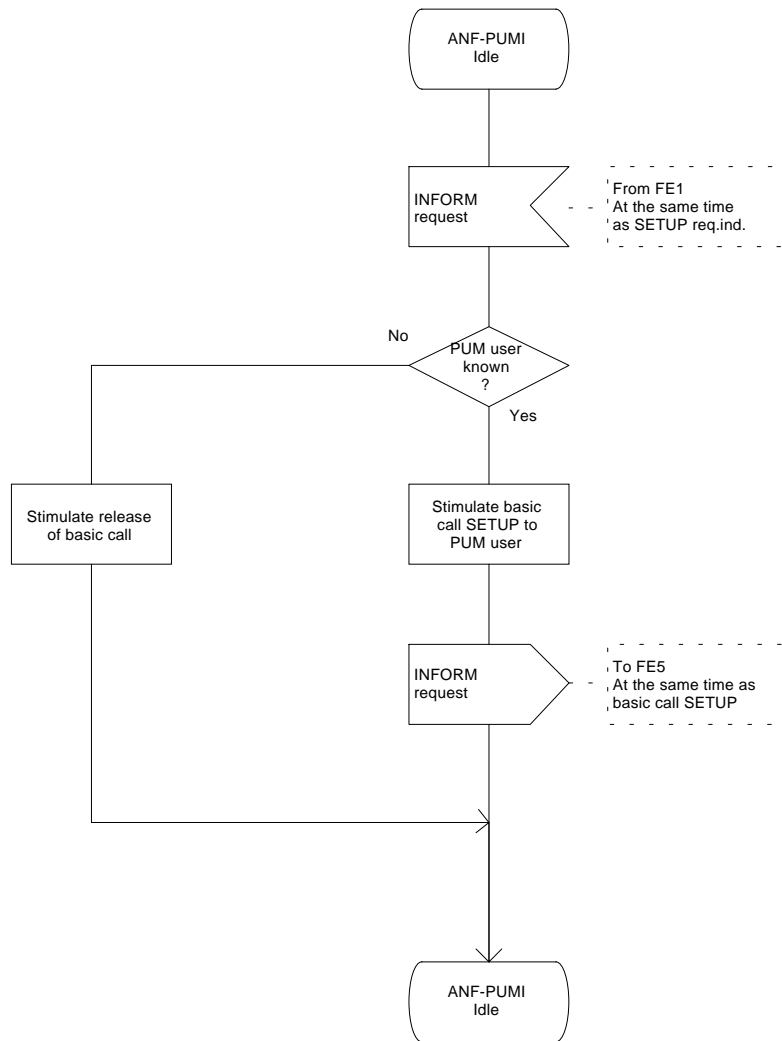 ANF-PUMI
Idle
INFORM
request
From FE1
At the same time
as SETUP req.ind.
No
PUM user
known
?
Yes
Stimulate release
of basic call
Stimulate basic
call SETUP to
PUM user
INFORM
request
To FE5
At the same time as
basic call SETUP
ANF-PUMI
Idle